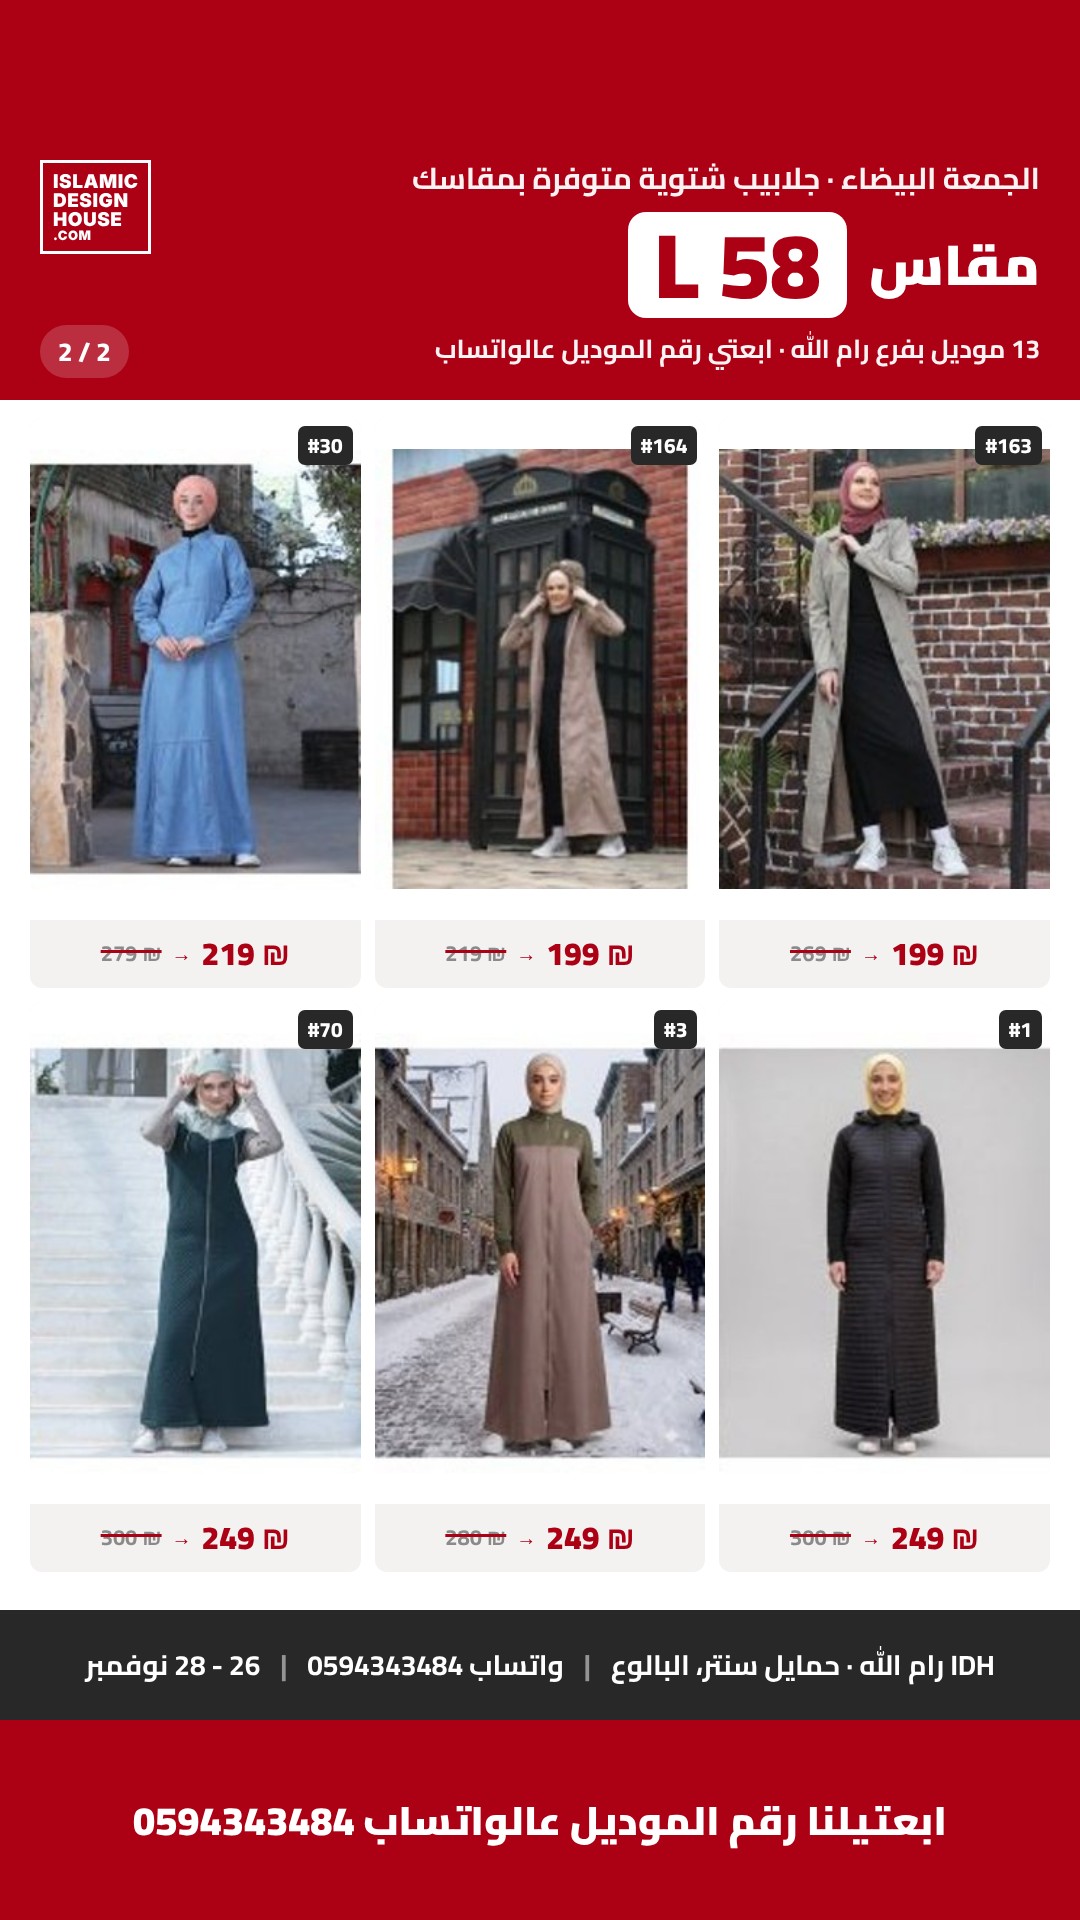 ISLAMIC
DESIGN
HOUSE
.COM
الجمعة البيضاء · جلابيب شتوية متوفرة بمقاسك
مقاس L 58
13 موديل بفرع رام الله · ابعتي رقم الموديل عالواتساب
2 / 2
#163
#164
#30
269 ₪ → 199 ₪
219 ₪ → 199 ₪
279 ₪ → 219 ₪
#1
#3
#70
300 ₪ → 249 ₪
280 ₪ → 249 ₪
300 ₪ → 249 ₪
IDH رام الله · حمايل سنتر، البالوع | واتساب 0594343484 | 26 - 28 نوفمبر
ابعتيلنا رقم الموديل عالواتساب 0594343484